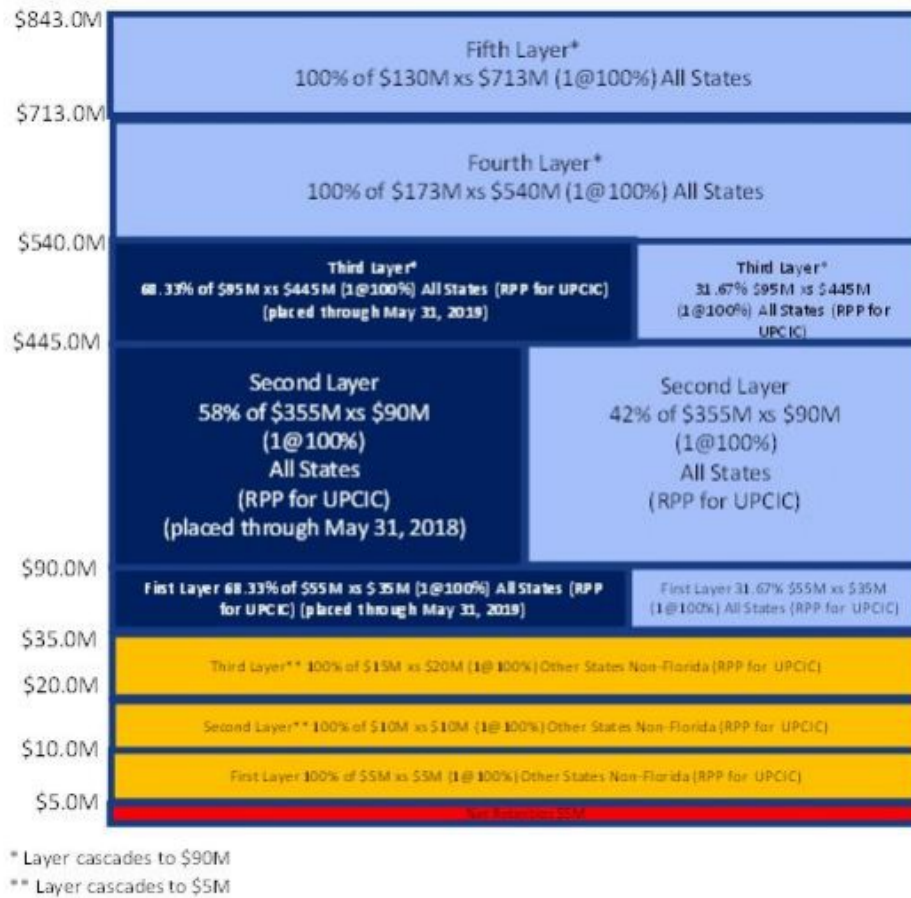 $843.0M
Fifth Layer*
100% of $130M xs $713M (1@100%) All States
$713.0M
Fourth Layer*
100% of $173M xs $540M (1@100%) All States
$540.0M
Third Layer*
68.33% of $95M xs $445M (1@100%) All States (RPP for UPCIC)
(placed through May 31, 2019)
Third Layer*
31.67% $95M xs $445M
(1@100%) All States (RPP for
UPCIC)
$445.0M
Second Layer
58% of $355M xs $90M
(1@100%)
All States
(RPP for UPCIC)
(placed through May 31, 2018)
Second Layer
42% of $355M xs $90M
(1@100%)
All States
(RPP for UPCIC)
$90.0M
First Layer 68.33% of $55M xs $35M (1@100%) All States (RPP
for UPCIC) (placed through May 31, 2019)
First Layer 31.67% $55M xs $35M
(1@100%) All States (RPP for UPCIC)
$35.0M
Third Layer** 100% of $15M xs $20M (1@100%) Other States Non-Florida (RPP for UPCIC)
$20.0M
Second Layer** 100% of $10M xs $10M (1@100%) Other States Non-Florida (RPP for UPCIC)
$10.0M
First Layer 100% of $5M xs $5M (1@100%) Other States Non-Florida (RPP for UPCIC)
$5.0M
Net Retention $5M
* Layer cascades to $90M
** Layer cascades to $5M